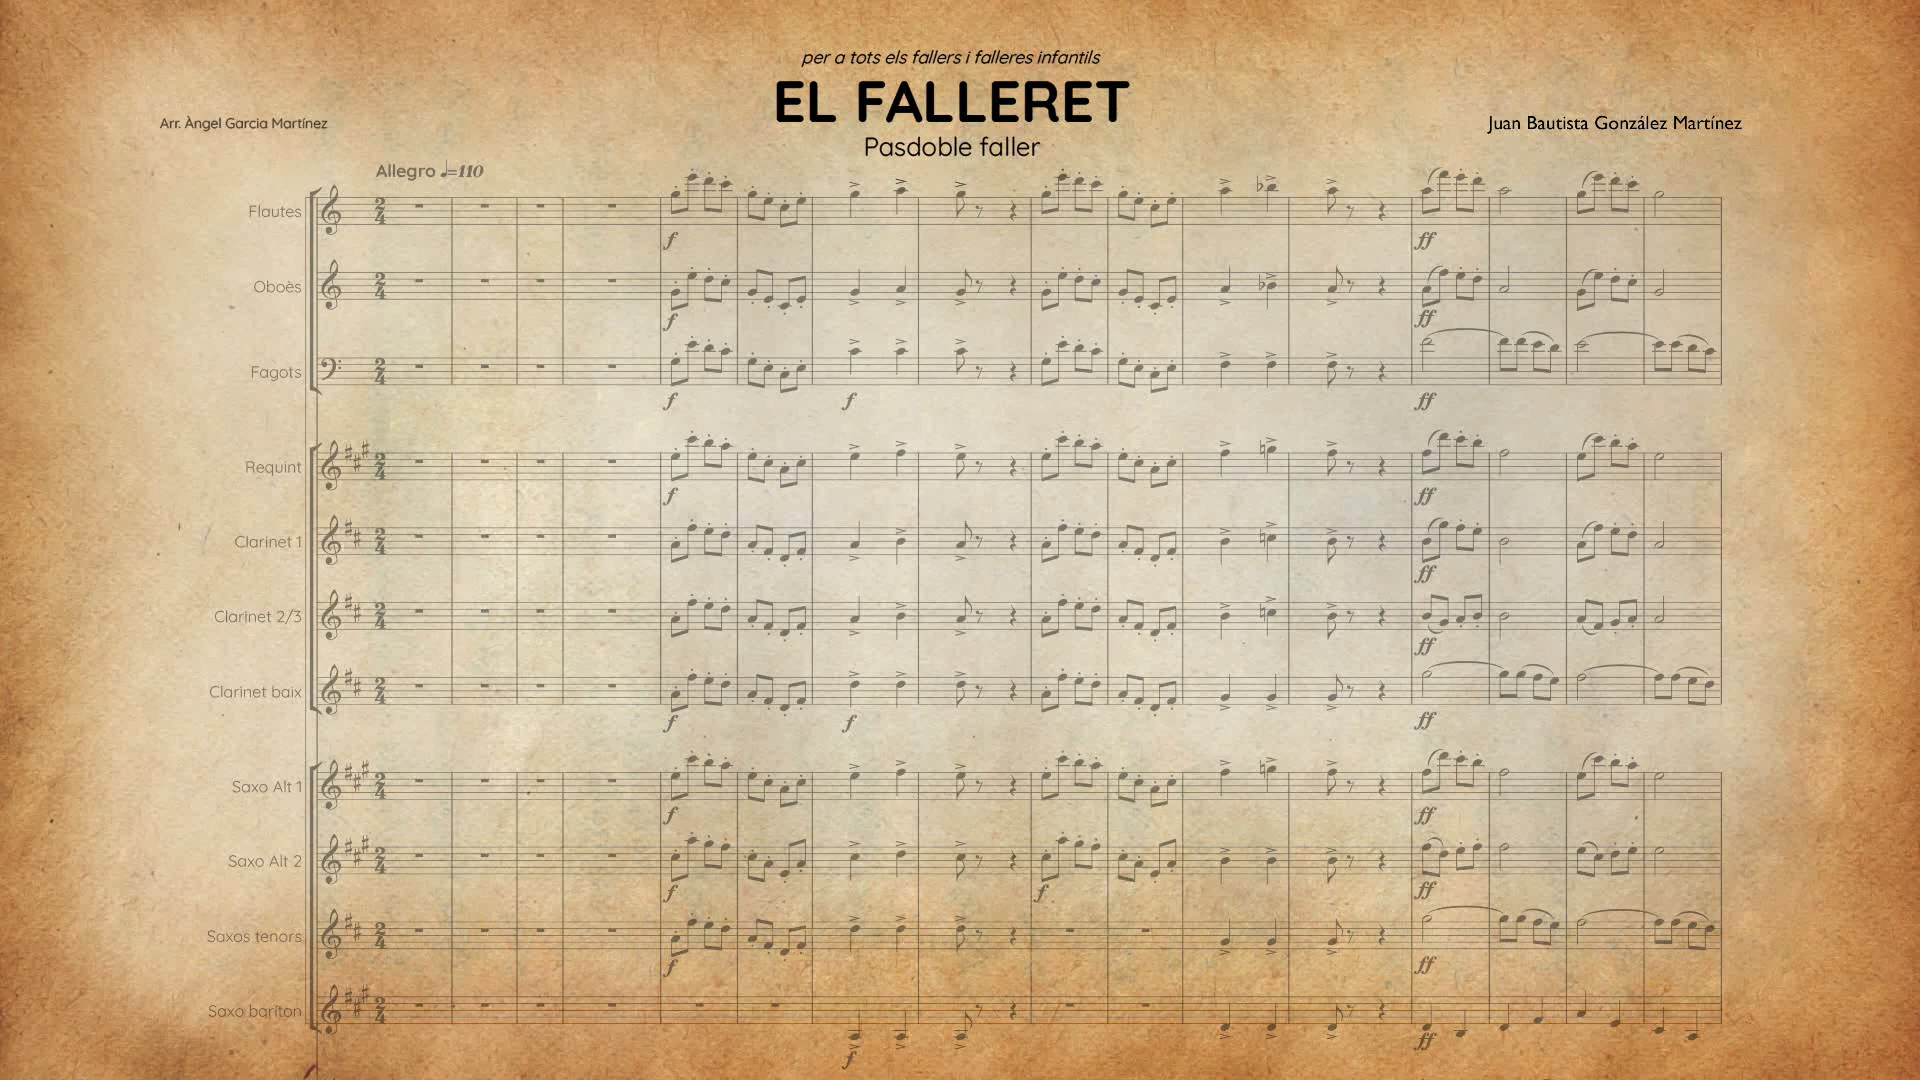 per a tots els fallers i falleres infantils
EL FALLERET
Arr. Àngel Garcia Martínez
Juan Bautista González Martínez
Pasdoble faller
Allegro ♩=110
Flautes
Oboès
Fagots
Requint
Clarinet 1
Clarinet 2/3
Clarinet baix
Saxo Alt 1
Saxo Alt 2
Saxos tenors
Saxo bariton